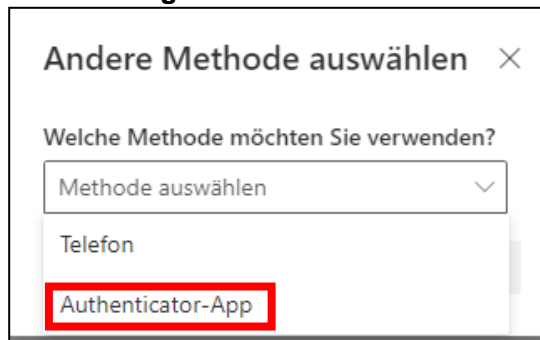 Andere Methode auswählen
Welche Methode möchten Sie verwenden?
Methode auswählen
Telefon
Authenticator-App